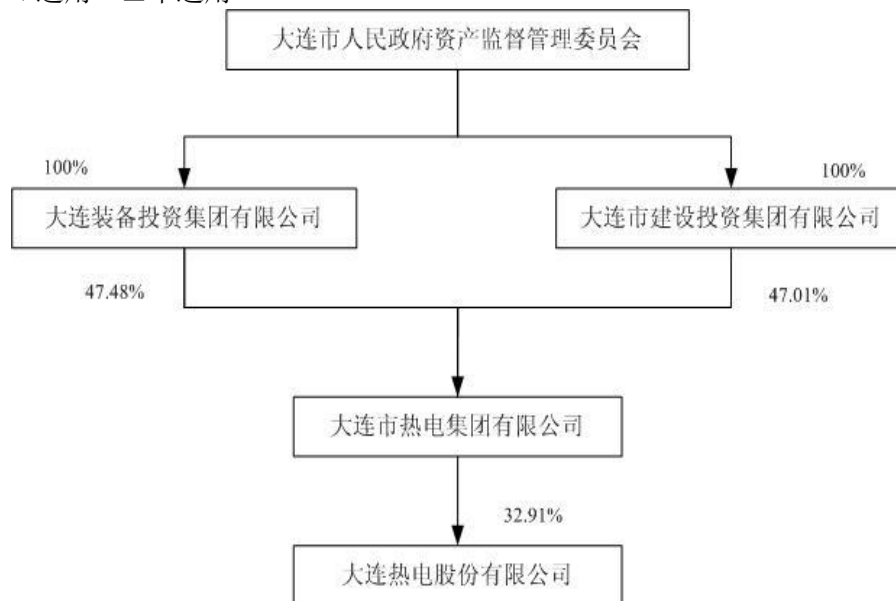 大连市人民政府资产监督管理委员会
100%
100%
大连装备投资集团有限公司
大连市建设投资集团有限公司
47.48%
47.01%
大连市热电集团有限公司
32.91%
大连热电股份有限公司